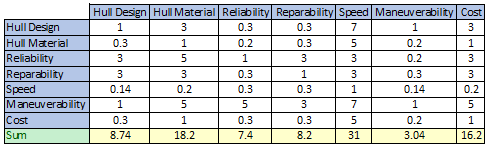 Hull Design Hull Material Reliability Reparability Speed Maneuverability Cost
Hull Design 1 3 0.3 0.3 7 1 3
Hull Material 0.3 1 0.2 0.3 5 0.2 1
Reliability 3 5 1 3 3 0.2 3
Reparability 3 3 0.3 1 3 0.3 3
Speed 0.14 0.2 0.3 0.3 1 0.14 0.2
Maneuverability 1 5 5 3 7 1 5
Cost 0.3 1 0.3 0.3 5 0.2 1
Sum 8.74 18.2 7.4 8.2 31 3.04 16.2